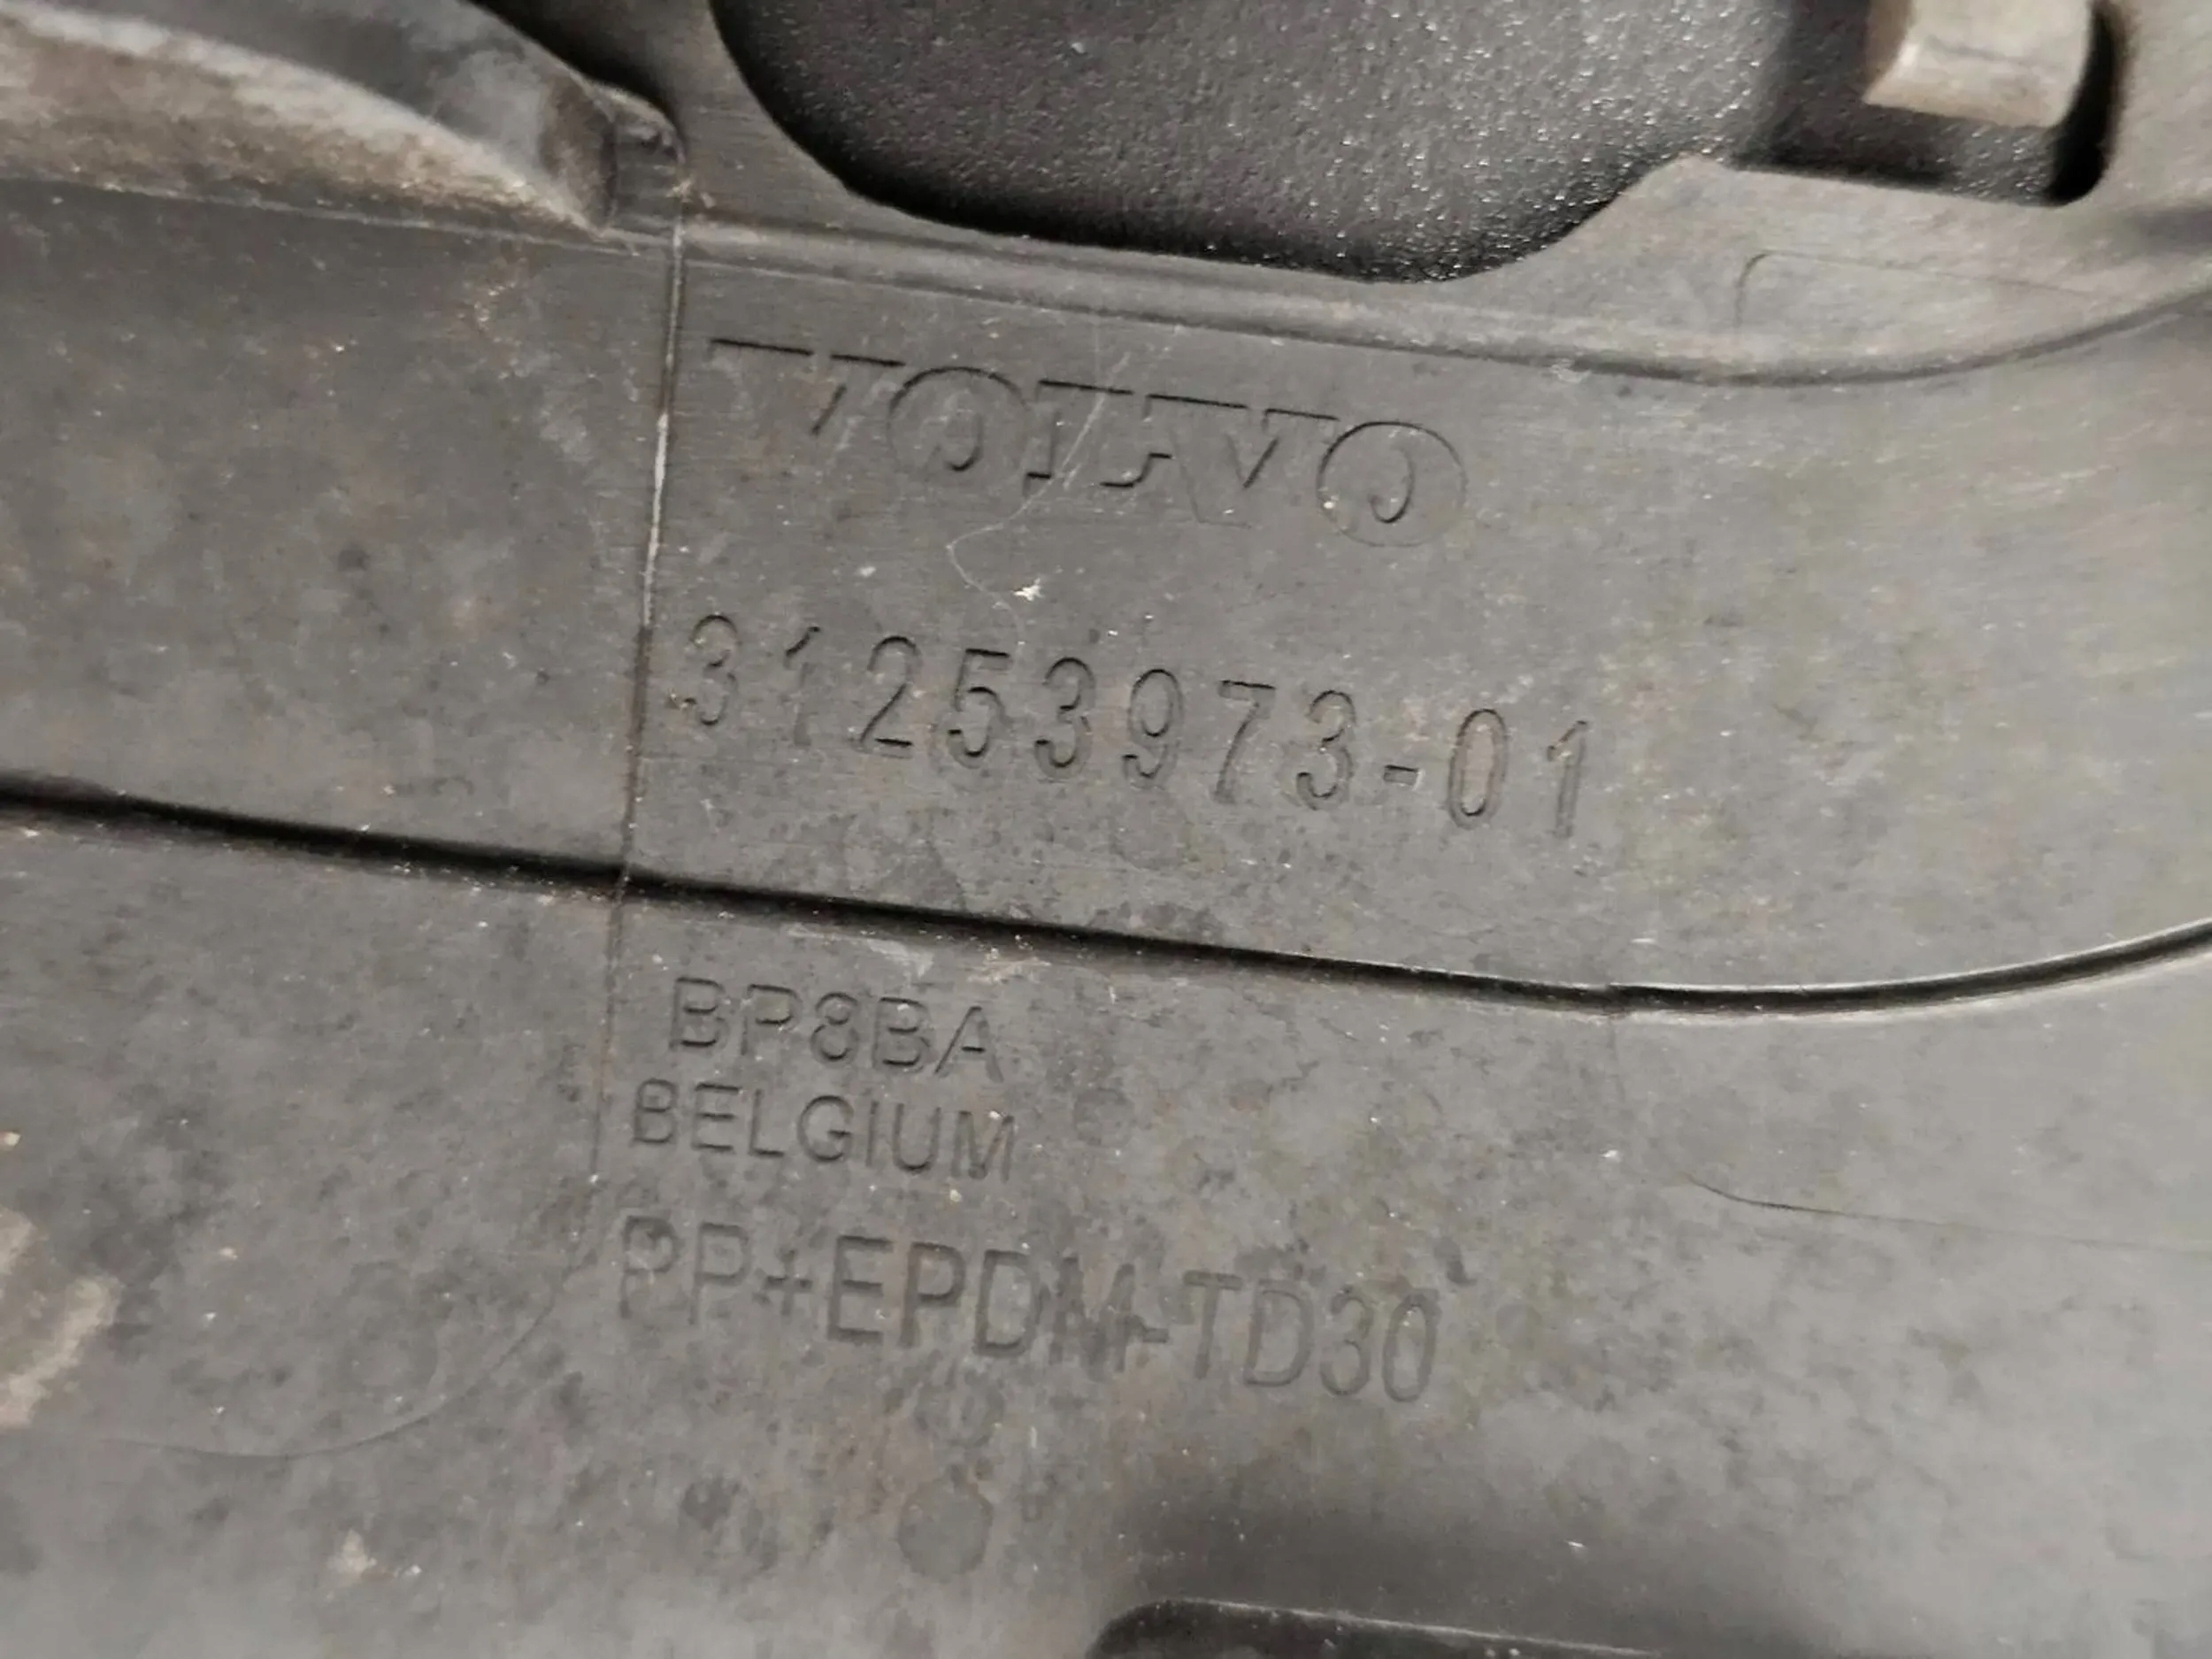 VOLVO
31253973-01
BP8BA
BELGIUM
PP+EPDM-TD30